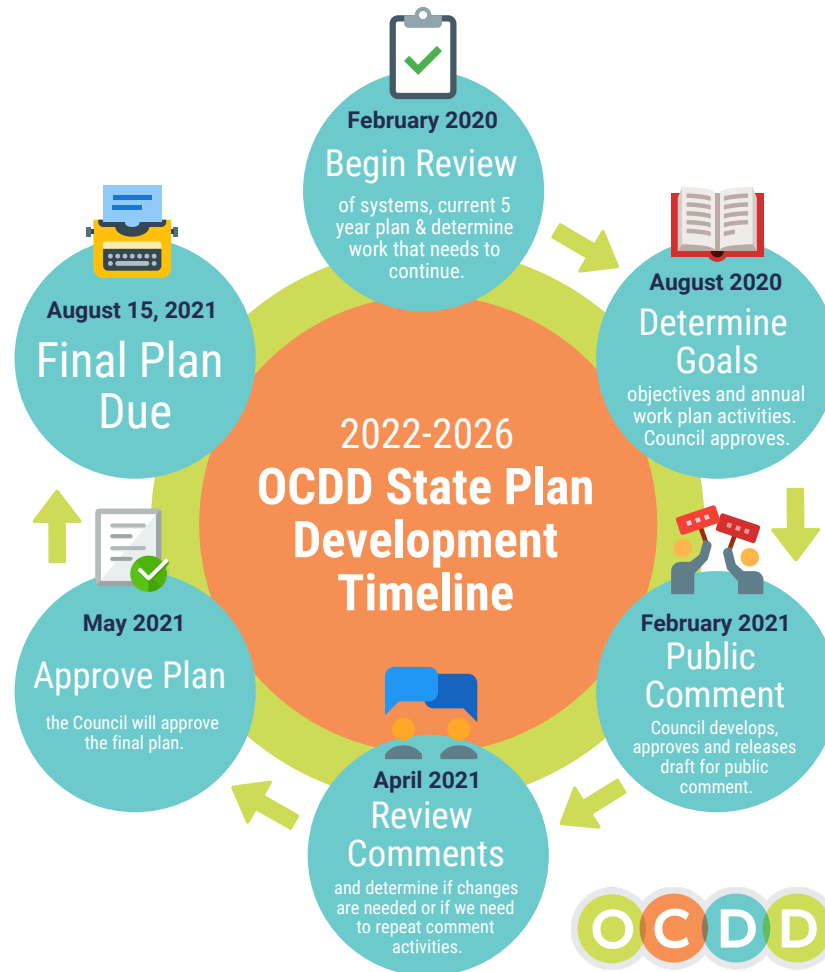 February 2020
Begin Review
of systems, current 5
year plan & determine
work that needs to
continue.
August 2020
Determine
Goals
objectives and annual
work plan activities.
Council approves.
February 2021
Public
Comment
Council develops,
approves and releases
draft for public
comment.
April 2021
Review
Comments
and determine if changes
are needed or if we need
to repeat comment
activities.
May 2021
Approve Plan
the Council will approve
the final plan.
August 15, 2021
Final Plan
Due
2022-2026
OCDD State Plan
Development
Timeline
OCDD